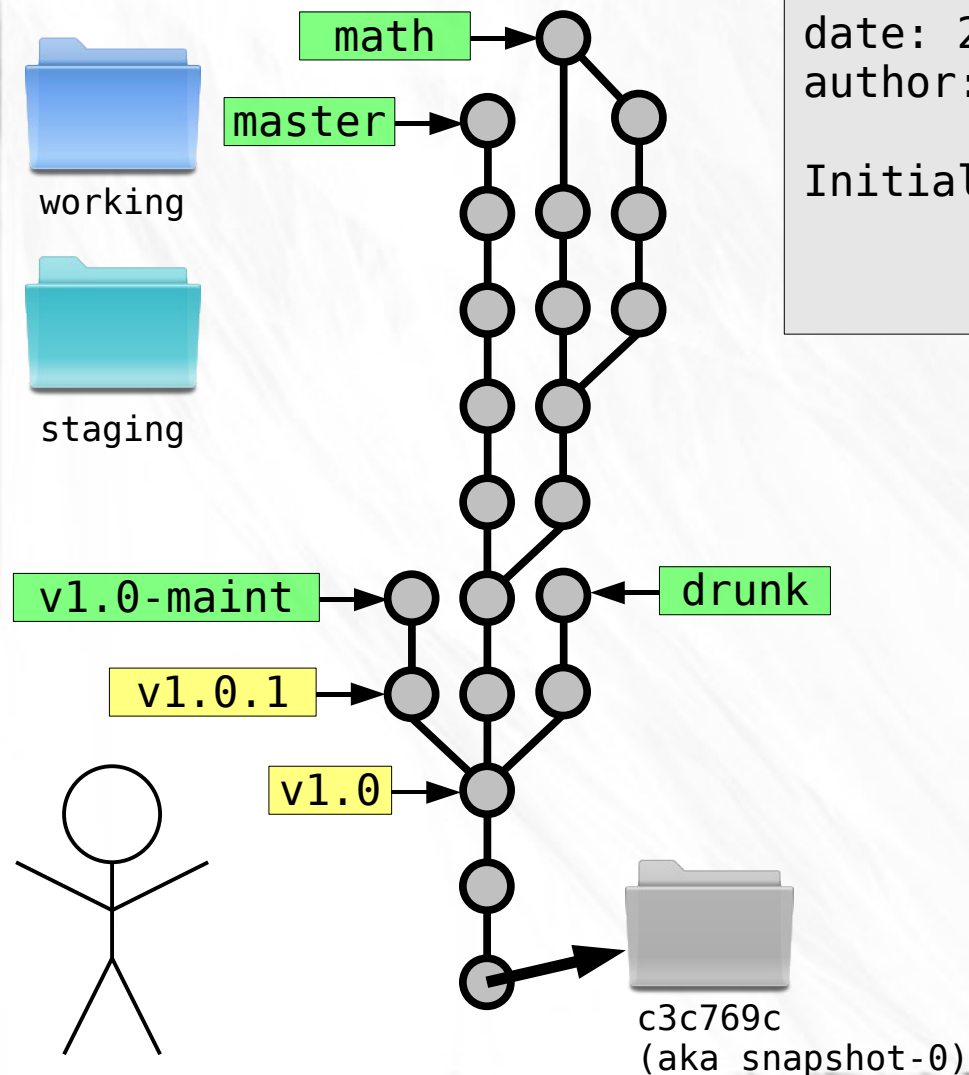 math
date: 2
author:
master
Initial
working
staging
v1.0-maint
drunk
v1.0.1
v1.0
c3c769c
(aka snapshot-0)